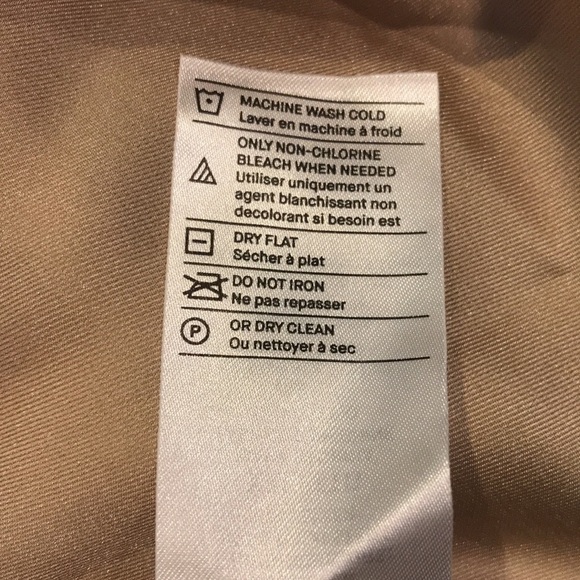 MACHINE WASH COLD
Laver en machine à froid
ONLY NON-CHLORINE
BLEACH WHEN NEEDED
Utiliser uniquement un
agent blanchissant non
decolorant si besoin est
DRY FLAT
Sécher à plat
DO NOT IRON
Ne pas repasser
P
OR DRY CLEAN
Ou nettoyer à sec